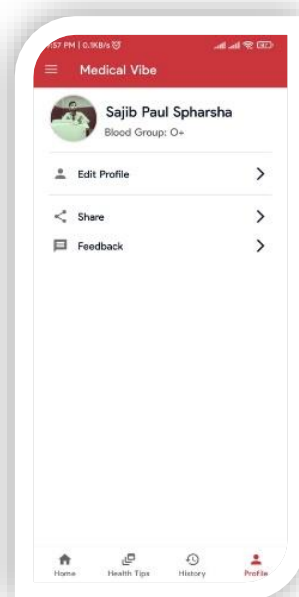 :57 PM | 0.1KB/s
Medical Vibe
Sajib Paul Spharsha
Blood Group: O+
Edit Profile
Share
Feedback
Home Health Tips History Profile